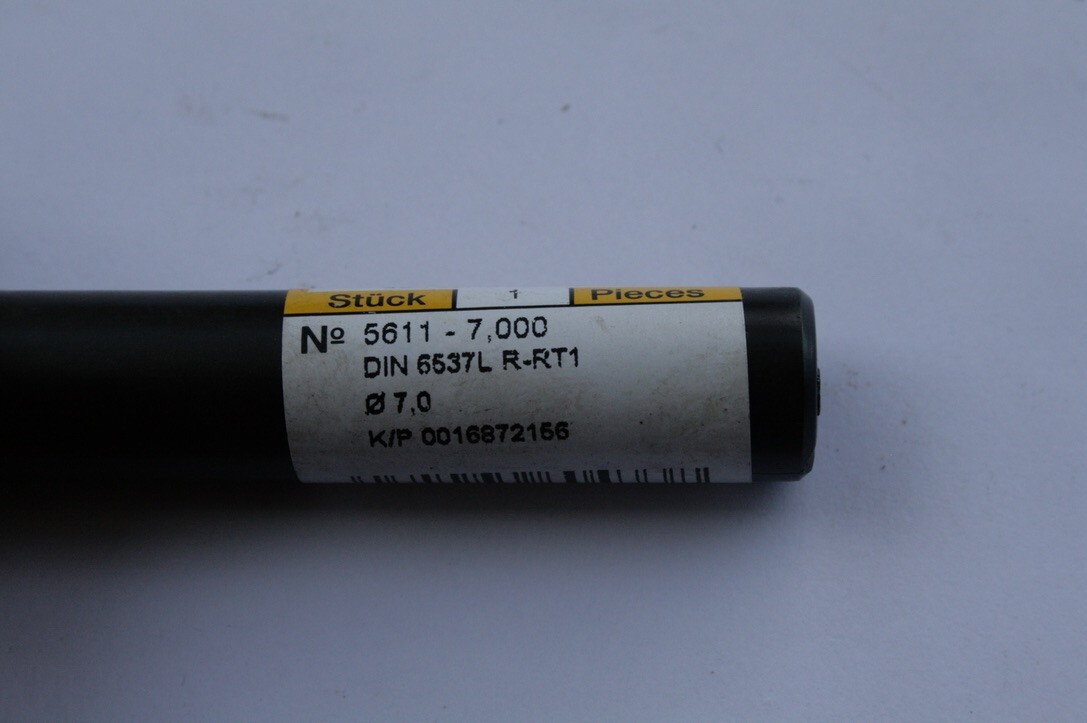 Stück 1 Pieces
Nº 5611 - 7,000
DIN 6537L R-RT1
Ø 7,0
K/P 0016872156